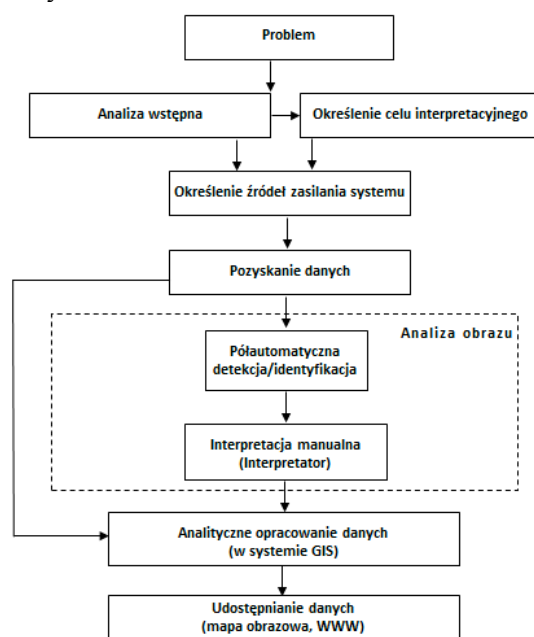 Problem
Analiza wstępna
Określenie celu interpretacyjnego
Określenie źródeł zasilania systemu
Pozyskanie danych
Analiza obrazu
Półautomatyczna
detekcja/identyfikacja
Interpretacja manualna
(Interpretator)
Analityczne opracowanie danych
(w systemie GIS)
Udostępnianie danych
(mapa obrazowa, WWW)